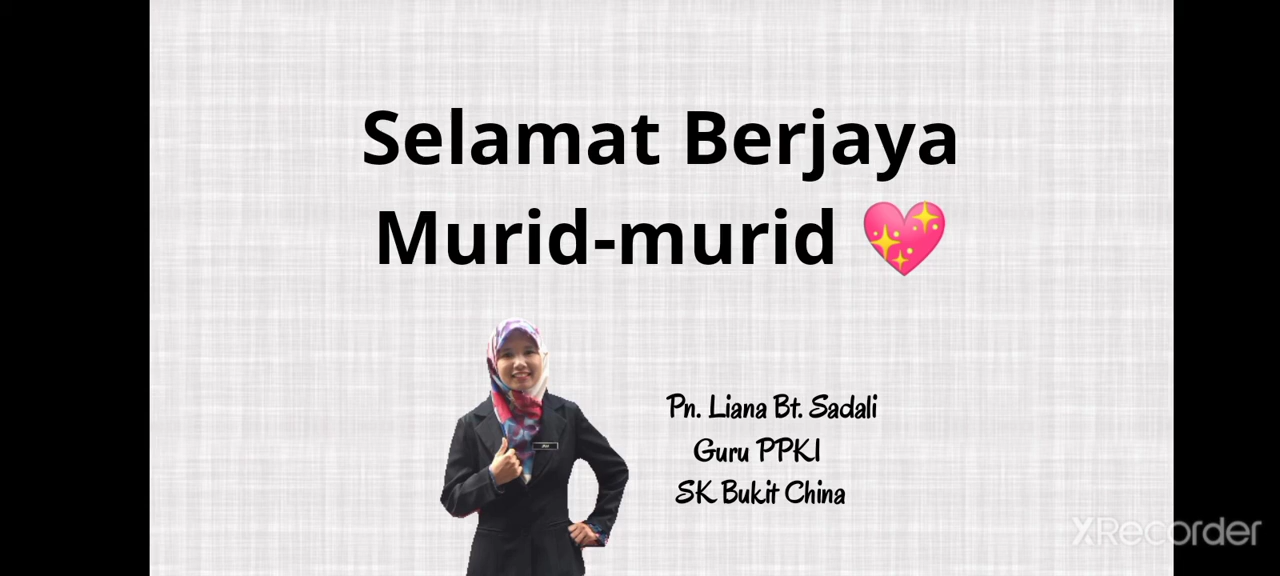 Selamat Berjaya
Murid-murid 💖
Pn. Liana Bt. Sadali
Guru PPKI
SK Bukit China
XRecorder